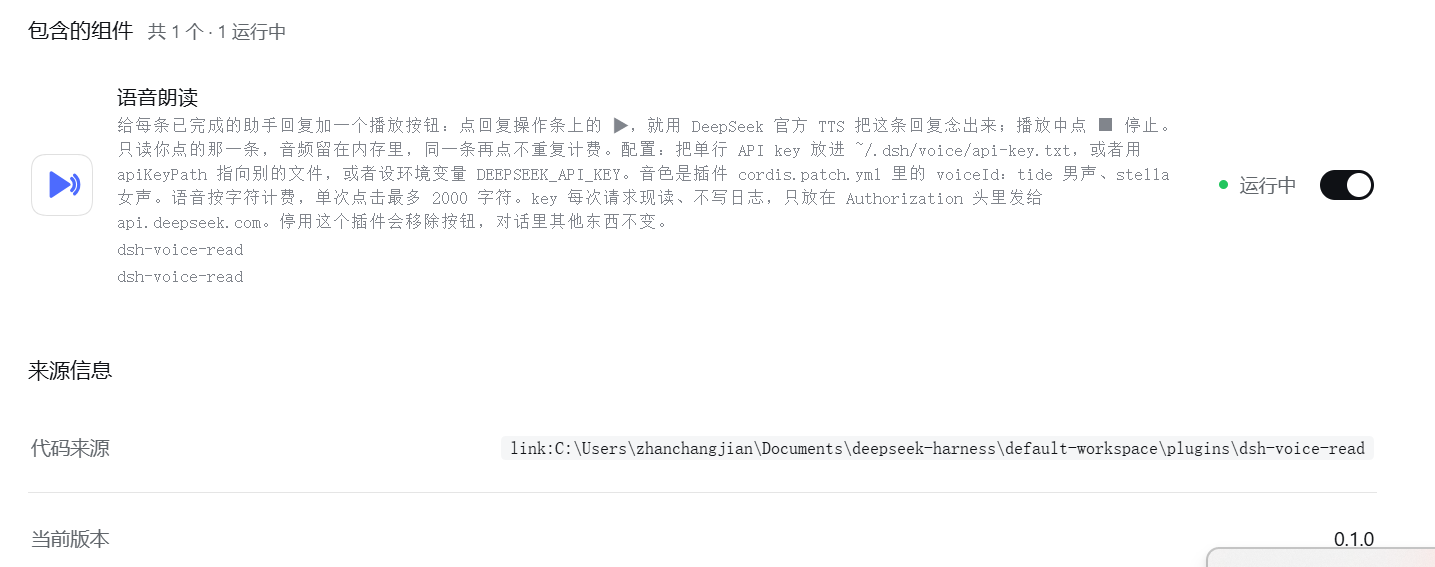 包含的组件 共 1 个 · 1 运行中
语音朗读
给每条已完成的助手回复加一个播放按钮：点回复操作条上的 ▶，就用 DeepSeek 官方 TTS 把这条回复念出来；播放中点 ■ 停止。
只读你点的那一条，音频留在内存里，同一条再点不重复计费。配置：把单行 API key 放进 ~/.dsh/voice/api-key.txt，或者用
apiKeyPath 指向别的文件，或者设环境变量 DEEPSEEK_API_KEY。音色是插件 cordis.patch.yml 里的 voiceId：tide 男声、stella
女声。语音按字符计费，单次点击最多 2000 字符。key 每次请求现读、不写日志，只放在 Authorization 头里发给
api.deepseek.com。停用这个插件会移除按钮，对话里其他东西不变。
dsh-voice-read
dsh-voice-read
运行中
来源信息
代码来源 link:C:\Users\zhanchangjian\Documents\deepseek-harness\default-workspace\plugins\dsh-voice-read
当前版本 0.1.0